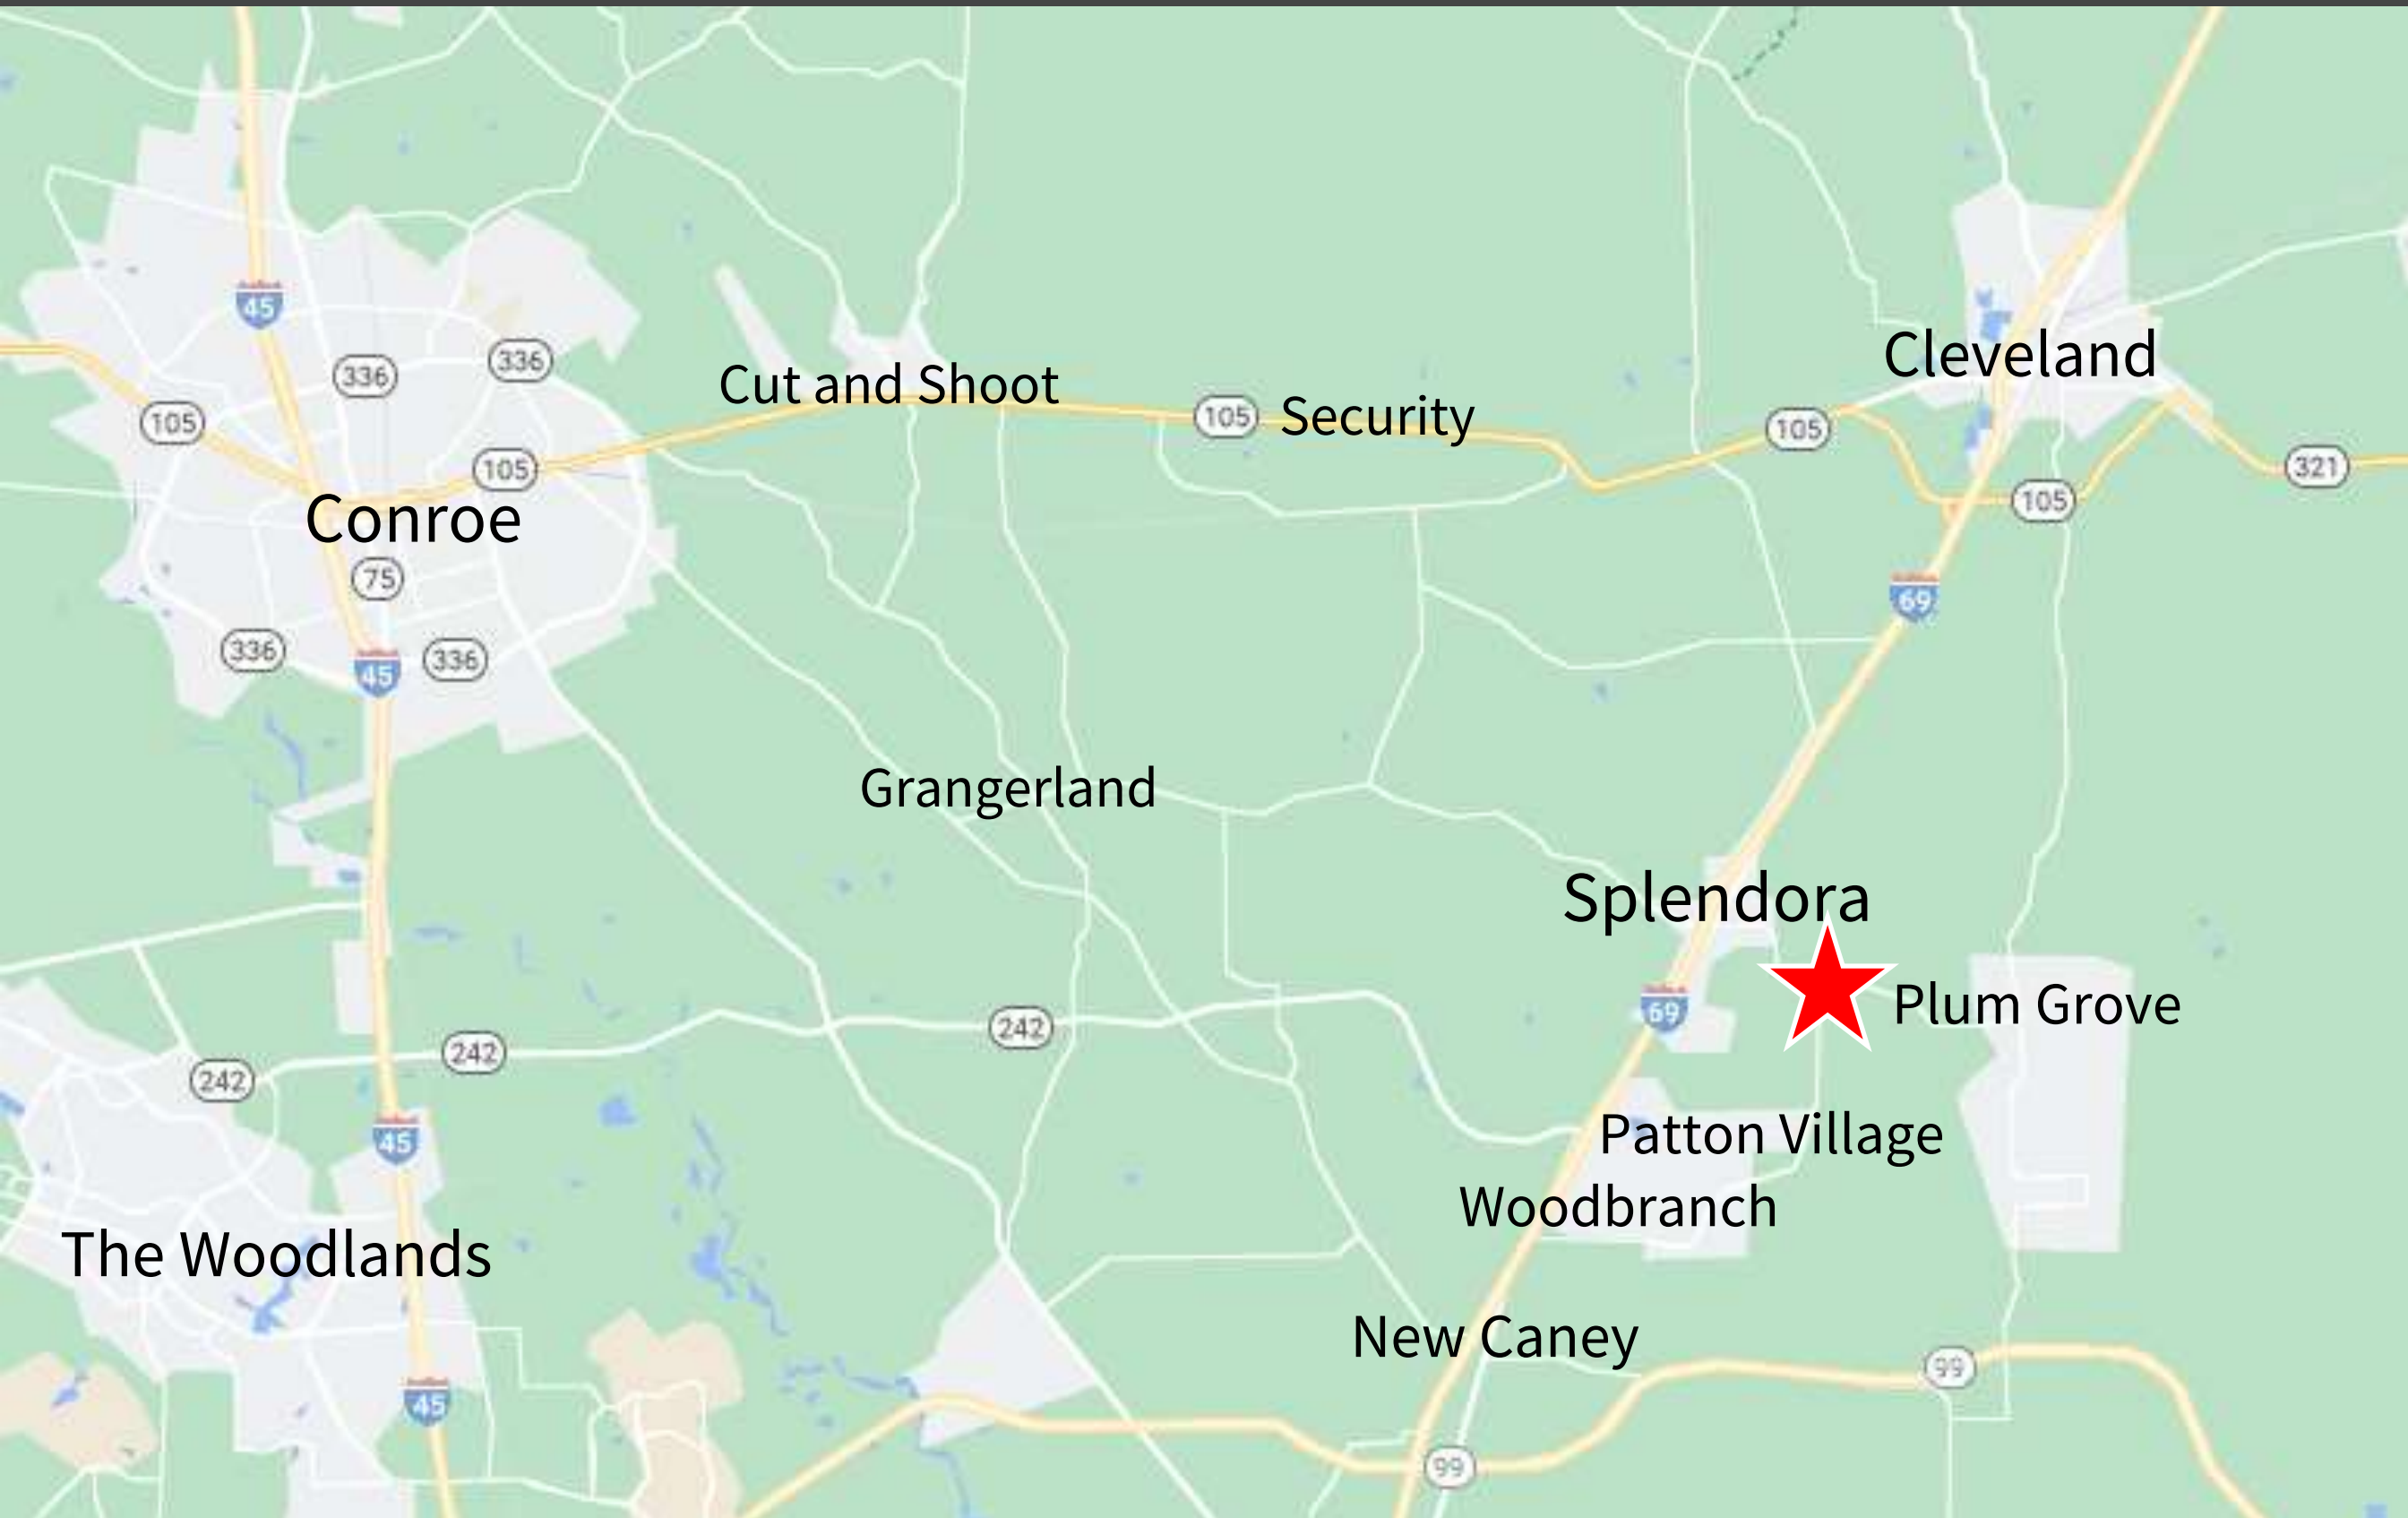 45
336
336
Cleveland
Cut and Shoot
105
105
Security
105
105
321
Conroe
105
75
69
336
45
336
Grangerland
Splendora
69
Plum Grove
242
242
242
45
Patton Village
Woodbranch
The Woodlands
New Caney
99
45
99